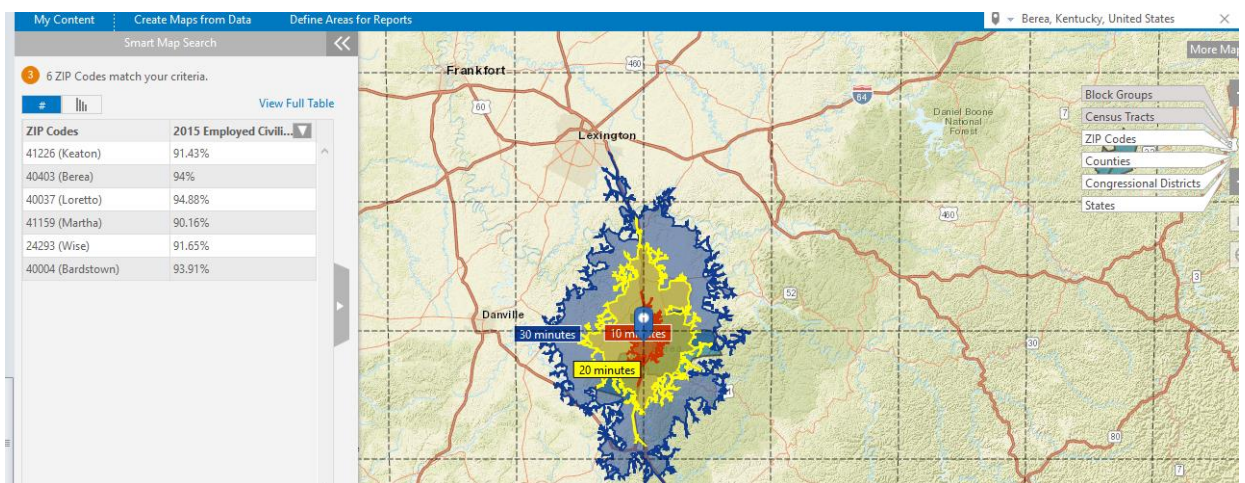 My Content Create Maps from Data Define Areas for Reports Berea, Kentucky, United States
Smart Map Search
3 6 ZIP Codes match your criteria.
#
View Full Table
ZIP Codes 2015 Employed Civili...
41226 (Keaton) 91.43%
40403 (Berea) 94%
40037 (Loretto) 94.88%
41159 (Martha) 90.16%
24293 (Wise) 91.65%
40004 (Bardstown) 93.91%
More Map
Block Groups
Census Tracts
ZIP Codes
Counties
Congressional Districts
States
Frankfort
460
60
64
Lexington
Daniel Boone
National
Forest
7
460
52
Danville
30 minutes
10 minutes
20 minutes
3
30
80
7